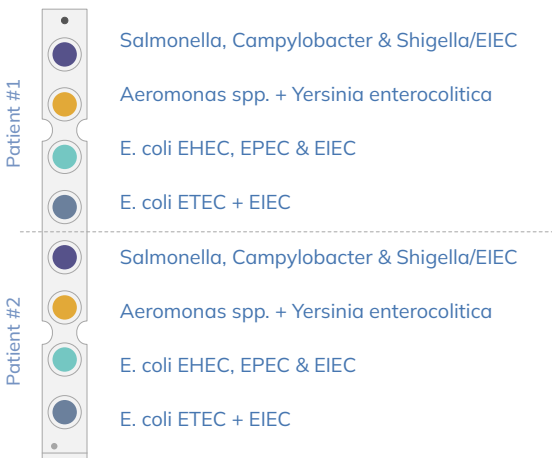 Patient #1
Salmonella, Campylobacter & Shigella/EIEC
Aeromonas spp. + Yersinia enterocolitica
E. coli EHEC, EPEC & EIEC
E. coli ETEC + EIEC
Patient #2
Salmonella, Campylobacter & Shigella/EIEC
Aeromonas spp. + Yersinia enterocolitica
E. coli EHEC, EPEC & EIEC
E. coli ETEC + EIEC